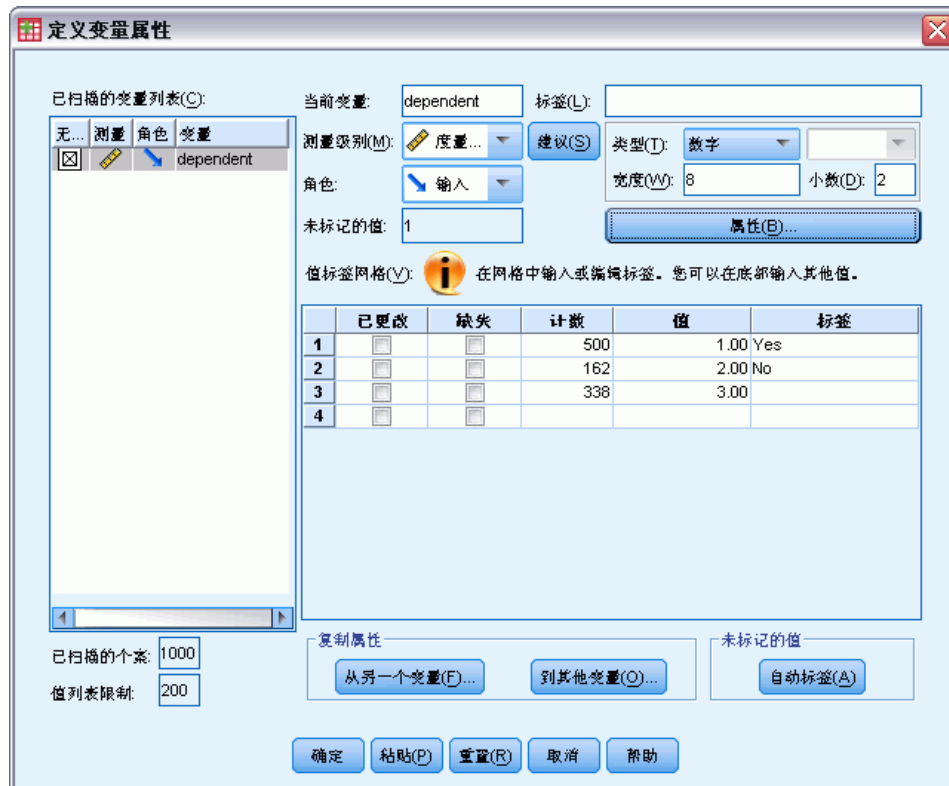 定义变量属性
已扫描的变量列表(C):
无... 测量 角色 变量
dependent
当前变量: dependent 标签(L):
测量级别(M): 度量... 建议(S) 类型(T): 数字
角色: 输入 宽度(W): 8 小数(D): 2
未标记的值: 1 属性(B)...
值标签网格(V): i 在网格中输入或编辑标签。您可以在底部输入其他值。
已更改 缺失 计数 值 标签
1 500 1.00 Yes
2 162 2.00 No
3 338 3.00
4
已扫描的个案: 1000
值列表限制: 200
复制属性
从另一个变量(F)... 到其他变量(O)...
未标记的值
自动标签(A)
确定 粘贴(P) 重置(R) 取消 帮助